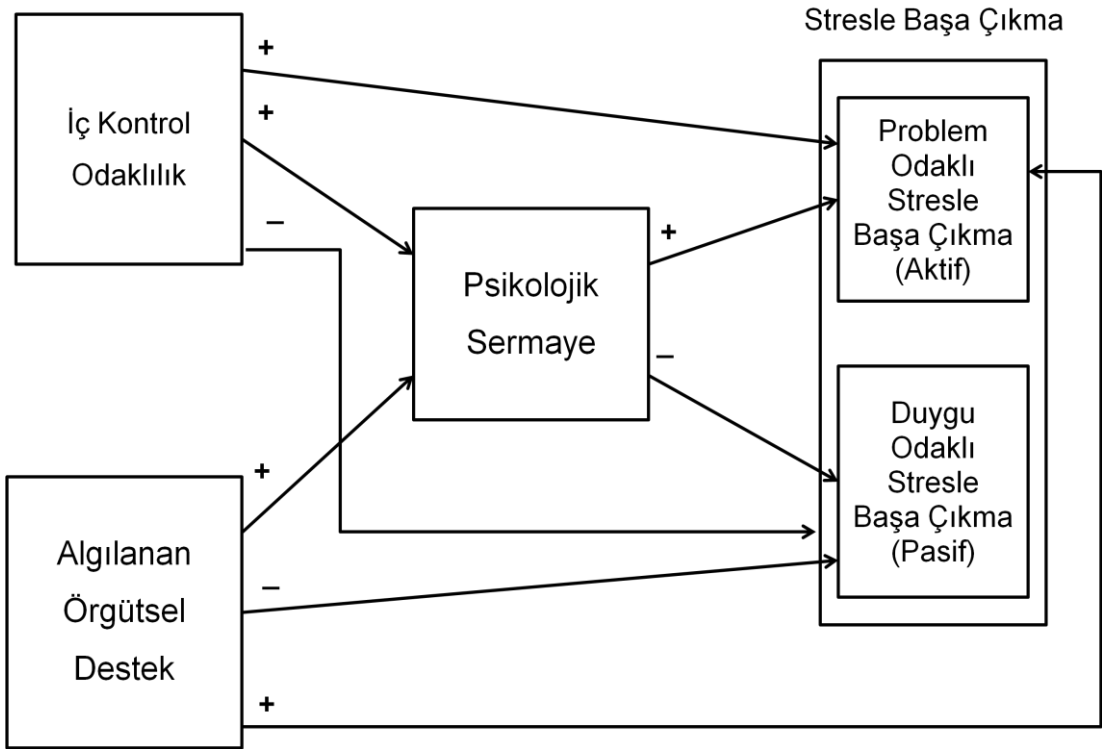 Stresle Başa Çıkma
+
İç Kontrol
Odaklılık
+
–
Problem
Odaklı
Stresle
Başa Çıkma
(Aktif)
+
Psikolojik
Sermaye
–
Duygu
Odaklı
Stresle
Başa Çıkma
(Pasif)
+
Algılanan
Örgütsel
Destek
–
+